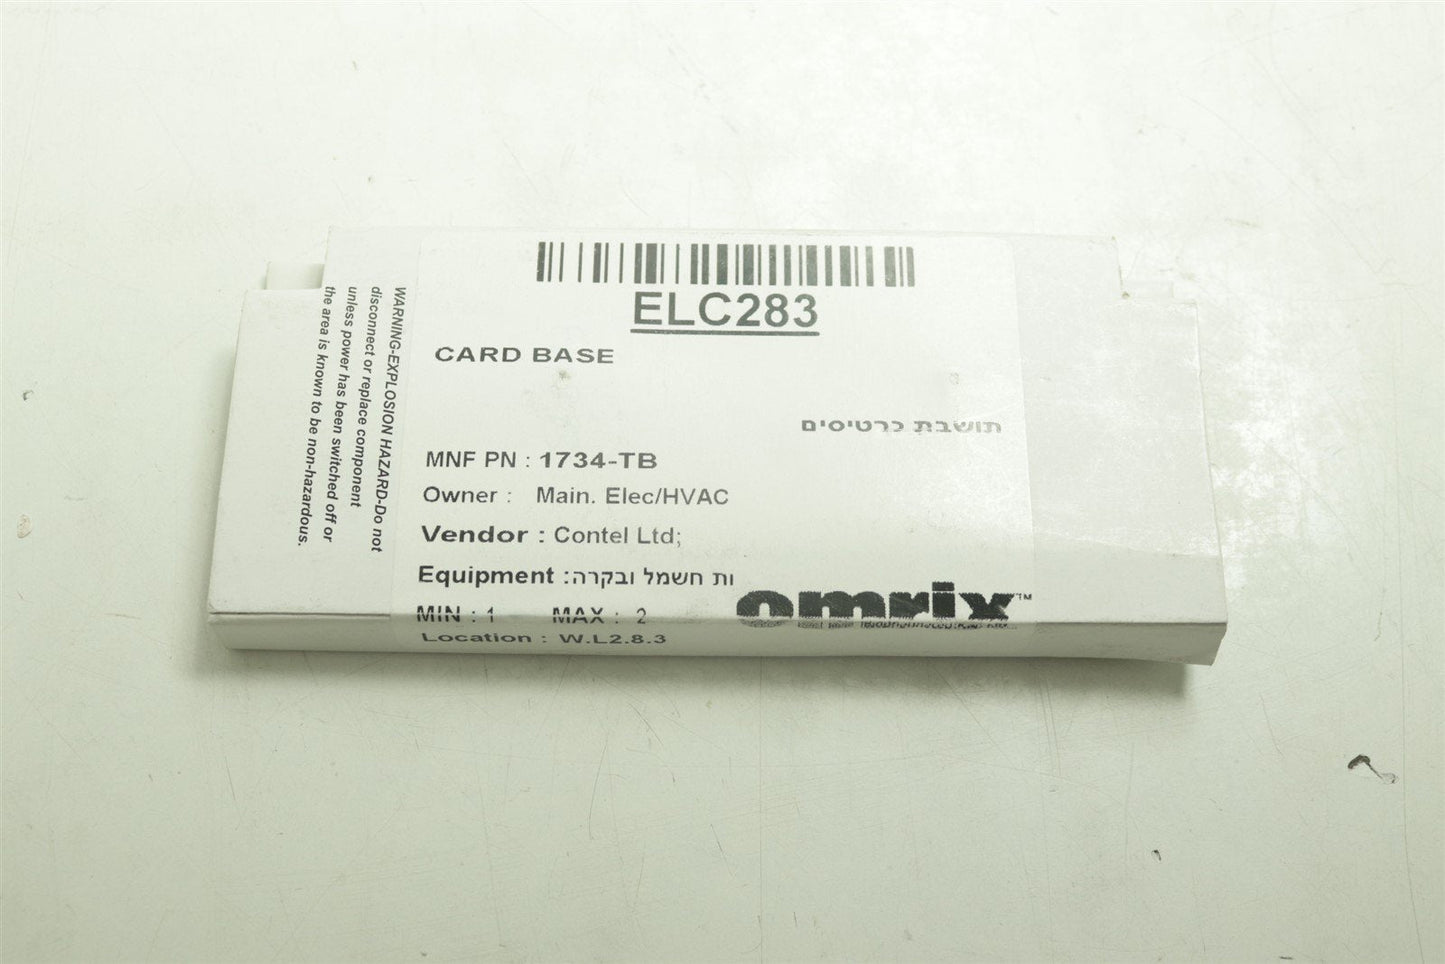 ELC283
CARD BASE
תושבת כרטיסים
MNF PN : 1734-TB
Owner : Main. Elec/HVAC
Vendor : Contel Ltd;
Equipment :ות חשמל ובקרה
MIN : 1 MAX : 2
Location : W.L2.8.3
omrix™
WARNING-EXPLOSION HAZARD-Do not
disconnect or replace component
unless power has been switched off or
the area is known to be non-hazardous.